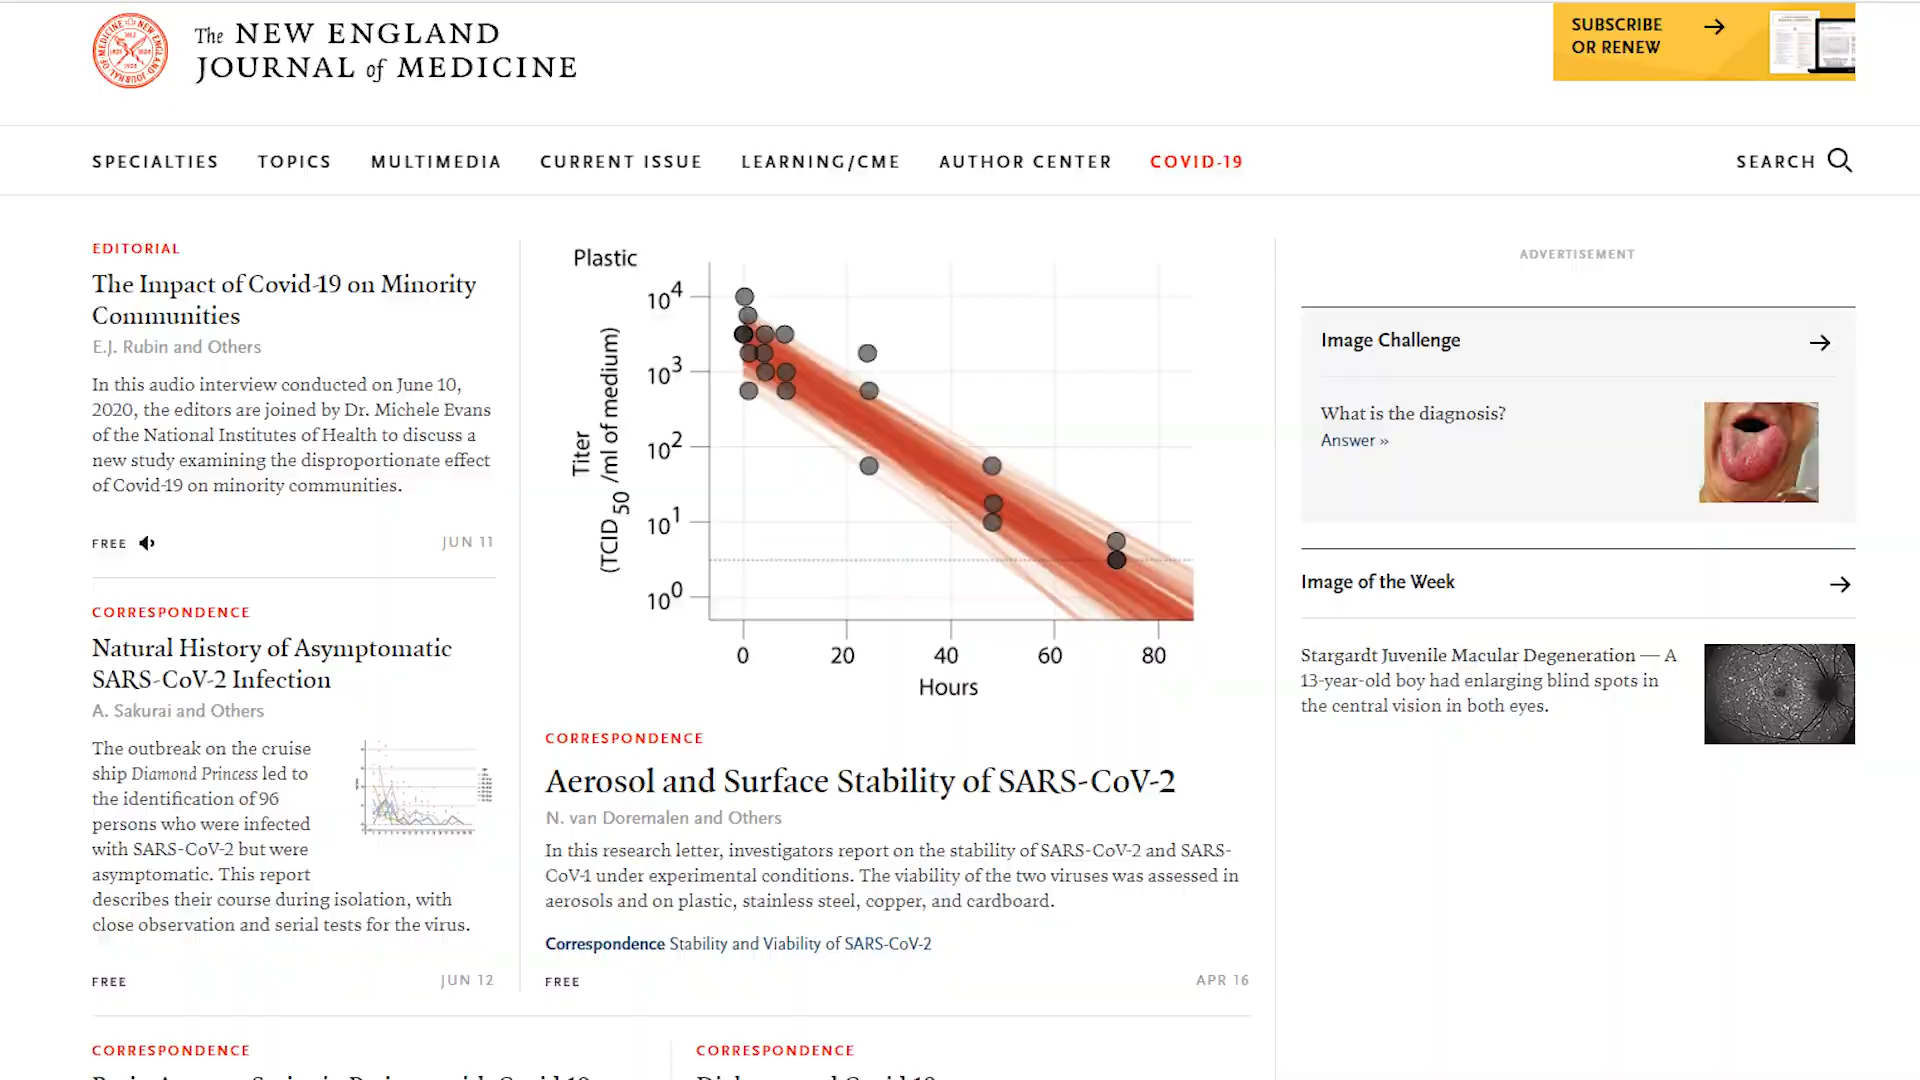 The NEW ENGLAND
JOURNAL of MEDICINE
SUBSCRIBE
OR RENEW
SPECIALTIES TOPICS MULTIMEDIA CURRENT ISSUE LEARNING/CME AUTHOR CENTER COVID-19 SEARCH
EDITORIAL
The Impact of Covid-19 on Minority
Communities
E.J. Rubin and Others
In this audio interview conducted on June 10,
2020, the editors are joined by Dr. Michele Evans
of the National Institutes of Health to discuss a
new study examining the disproportionate effect
of Covid-19 on minority communities.
FREE JUN 11
CORRESPONDENCE
Natural History of Asymptomatic
SARS-CoV-2 Infection
A. Sakurai and Others
The outbreak on the cruise
ship Diamond Princess led to
the identification of 96
persons who were infected
with SARS-CoV-2 but were
asymptomatic. This report
describes their course during isolation, with
close observation and serial tests for the virus.
FREE JUN 12
Plastic
Titer
(TCID50/ml of medium)
10⁴
10³
10²
10¹
10⁰
0 20 40 60 80
Hours
CORRESPONDENCE
Aerosol and Surface Stability of SARS-CoV-2
N. van Doremalen and Others
In this research letter, investigators report on the stability of SARS-CoV-2 and SARS-
CoV-1 under experimental conditions. The viability of the two viruses was assessed in
aerosols and on plastic, stainless steel, copper, and cardboard.
Correspondence Stability and Viability of SARS-CoV-2
FREE APR 16
ADVERTISEMENT
Image Challenge
What is the diagnosis?
Answer »
Image of the Week
Stargardt Juvenile Macular Degeneration — A
13-year-old boy had enlarging blind spots in
the central vision in both eyes.
CORRESPONDENCE
CORRESPONDENCE